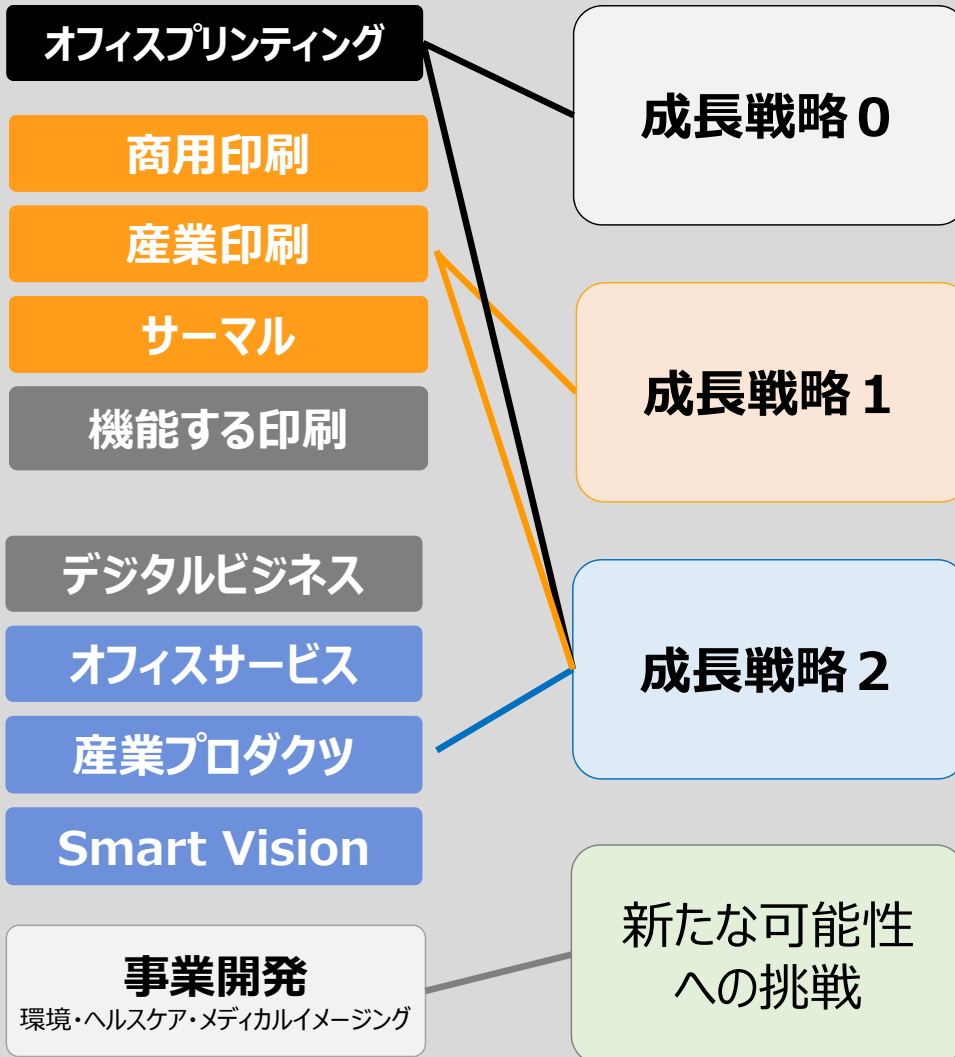 オフィスプリンティング
商用印刷
産業印刷
サーマル
機能する印刷
デジタルビジネス
オフィスサービス
産業プロダクツ
Smart Vision
事業開発
環境・ヘルスケア・メディカルイメージング
成長戦略0
成長戦略1
成長戦略2
新たな可能性
への挑戦